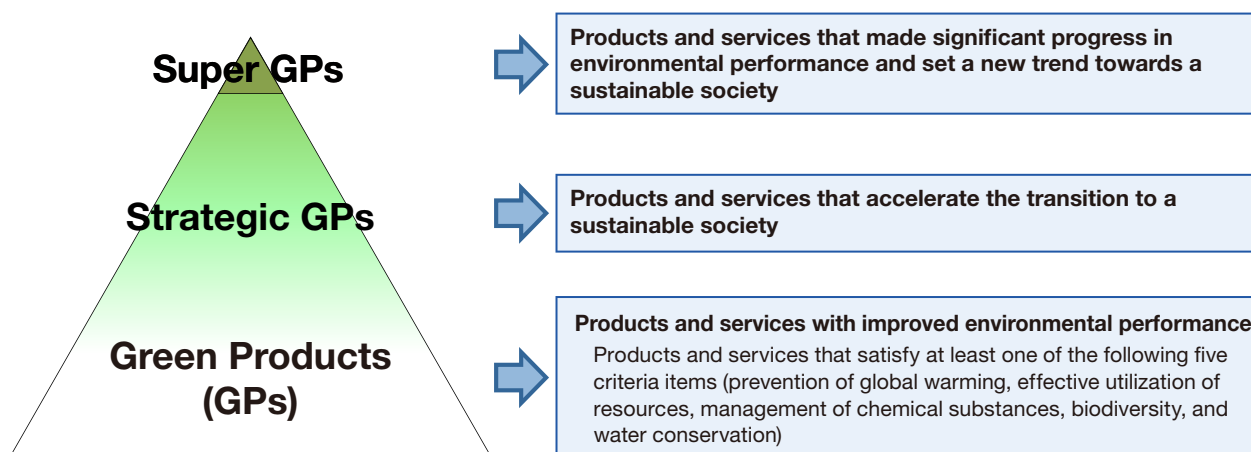 Super GPs
Products and services that made significant progress in
environmental performance and set a new trend towards a
sustainable society
Strategic GPs
Products and services that accelerate the transition to a
sustainable society
Green Products
(GPs)
Products and services with improved environmental performance
Products and services that satisfy at least one of the following five
criteria items (prevention of global warming, effective utilization of
resources, management of chemical substances, biodiversity, and
water conservation)